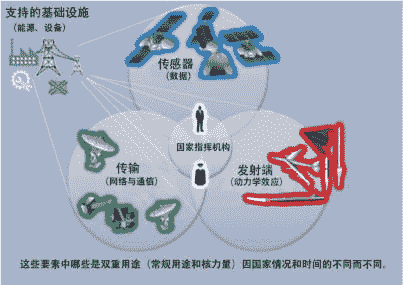 支持的基础设施
(能源、设备)
传感器
(数据)
国家指挥机构
传输
(网络与通信)
发射端
(动力学效应)
这些要素中哪些是双重用途（常规用途和核力量）因国家情况和时间的不同而不同。